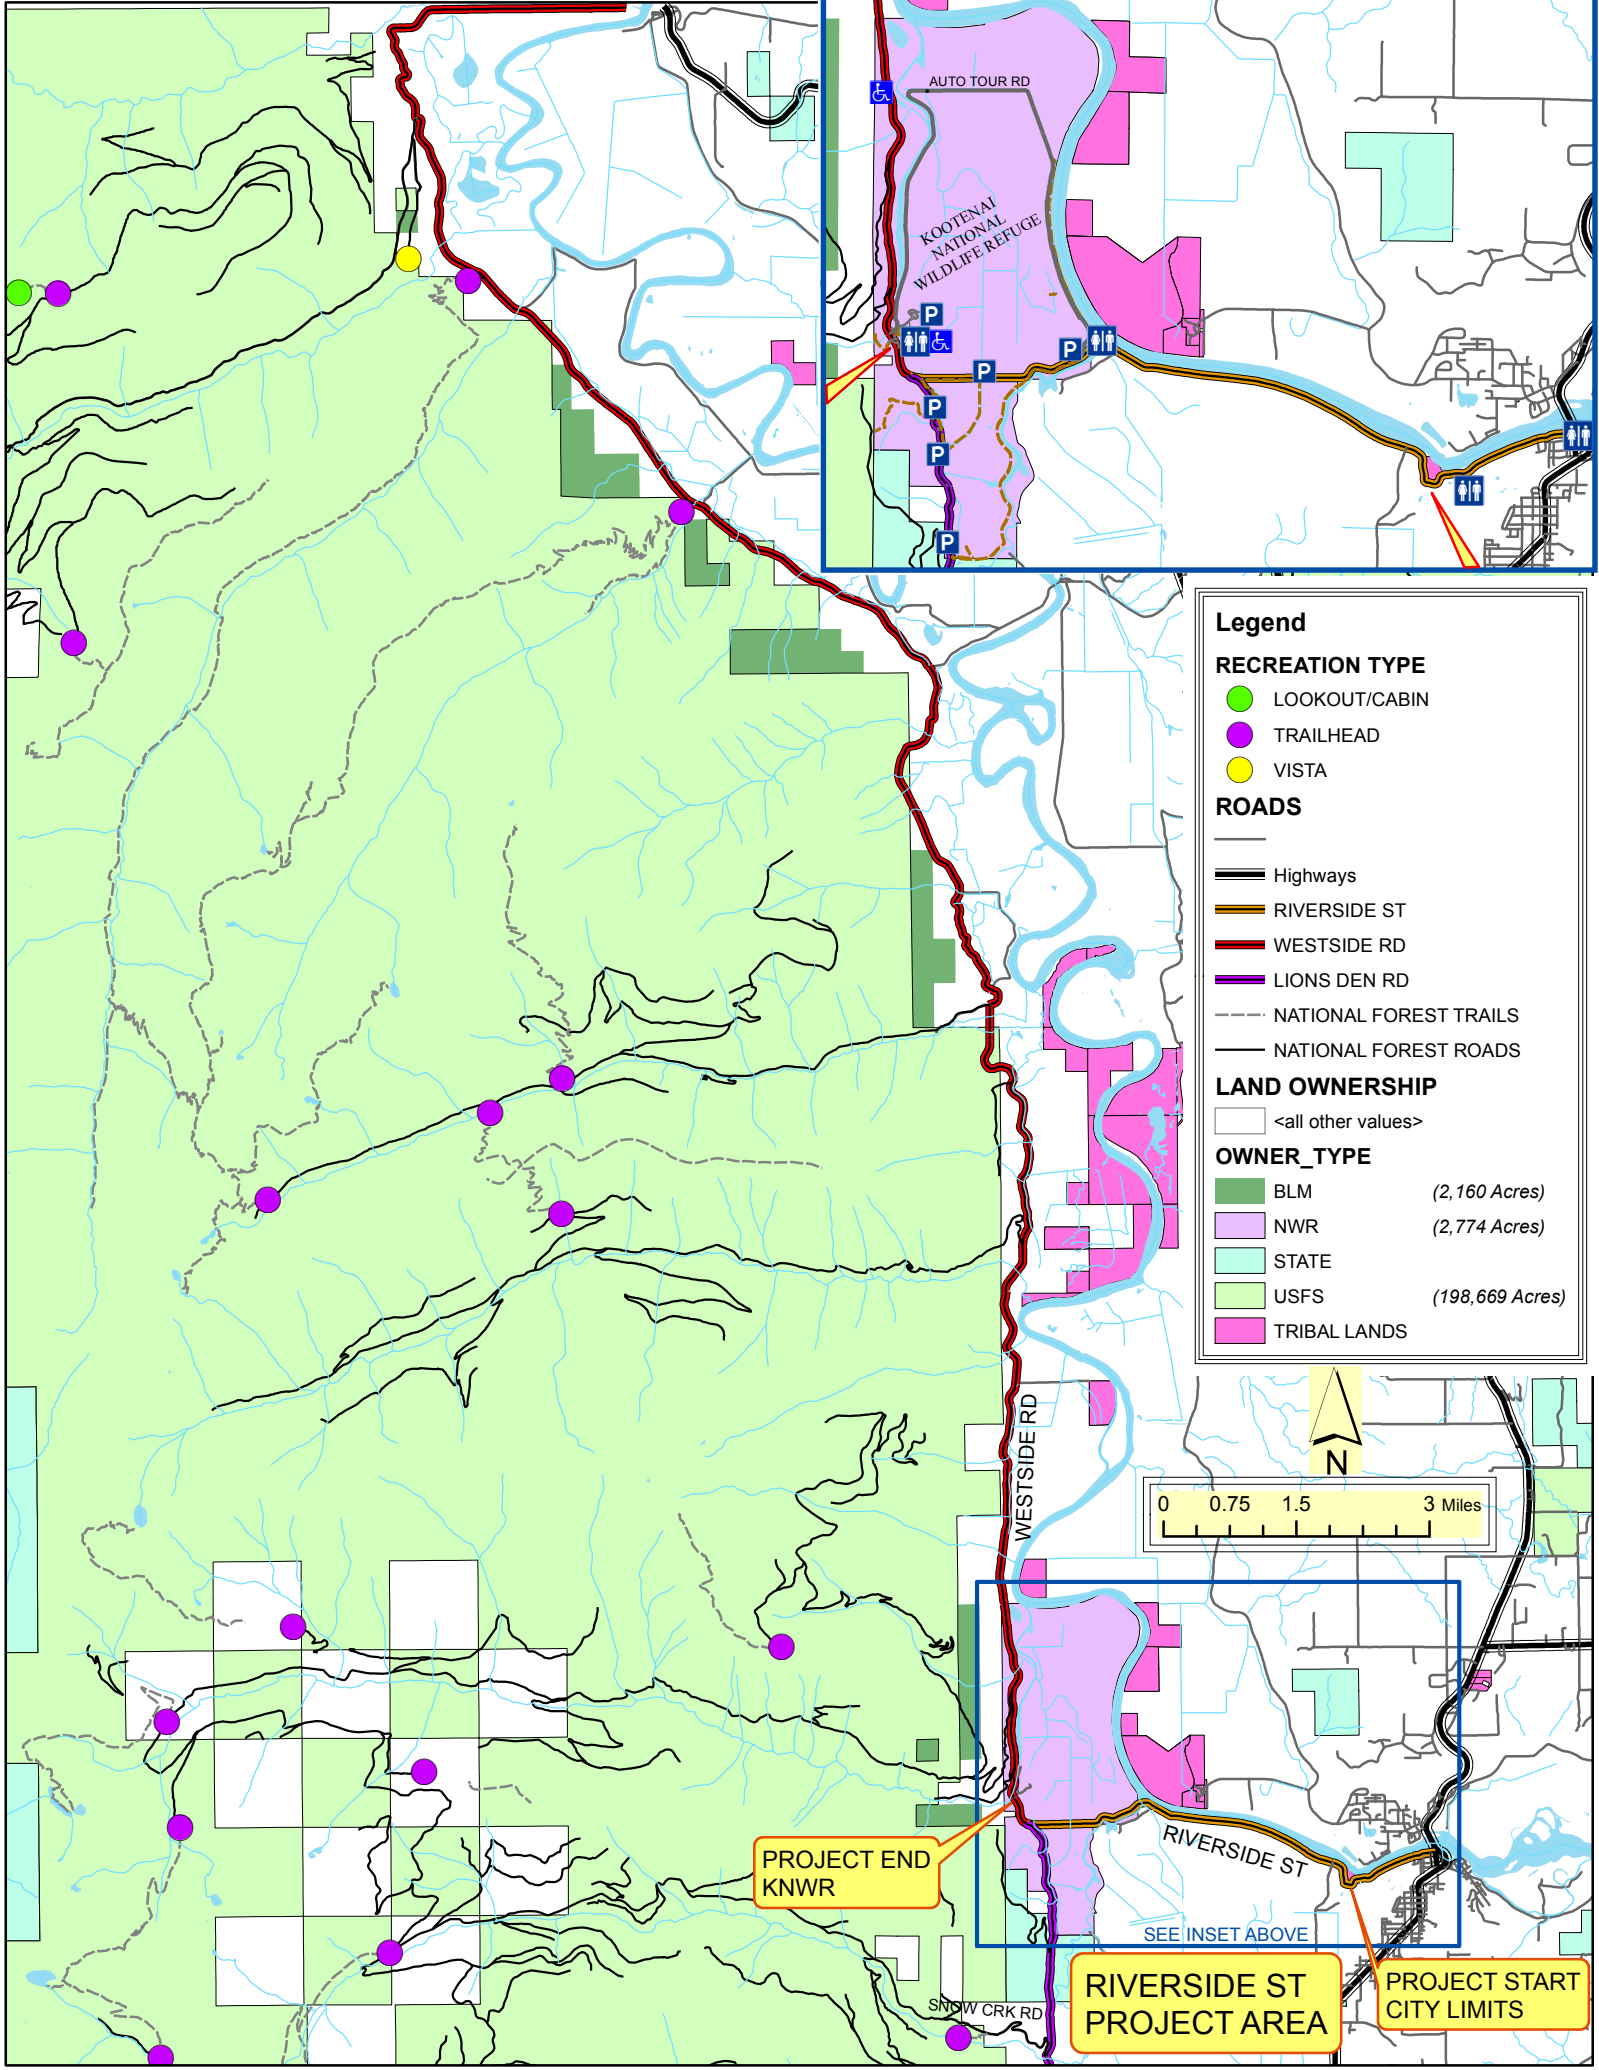 AUTO TOUR RD
KOOTENAI
NATIONAL
WILDLIFE REFUGE
P
P
P
P
P
P
Legend
RECREATION TYPE
LOOKOUT/CABIN
TRAILHEAD
VISTA
ROADS
Highways
RIVERSIDE ST
WESTSIDE RD
LIONS DEN RD
NATIONAL FOREST TRAILS
NATIONAL FOREST ROADS
LAND OWNERSHIP
<all other values>
OWNER_TYPE
BLM (2,160 Acres)
NWR (2,774 Acres)
STATE
USFS (198,669 Acres)
TRIBAL LANDS
N
0 0.75 1.5 3 Miles
WESTSIDE RD
RIVERSIDE ST
PROJECT END
KNWR
SEE INSET ABOVE
RIVERSIDE ST
PROJECT AREA
PROJECT START
CITY LIMITS
SNOW CRK RD